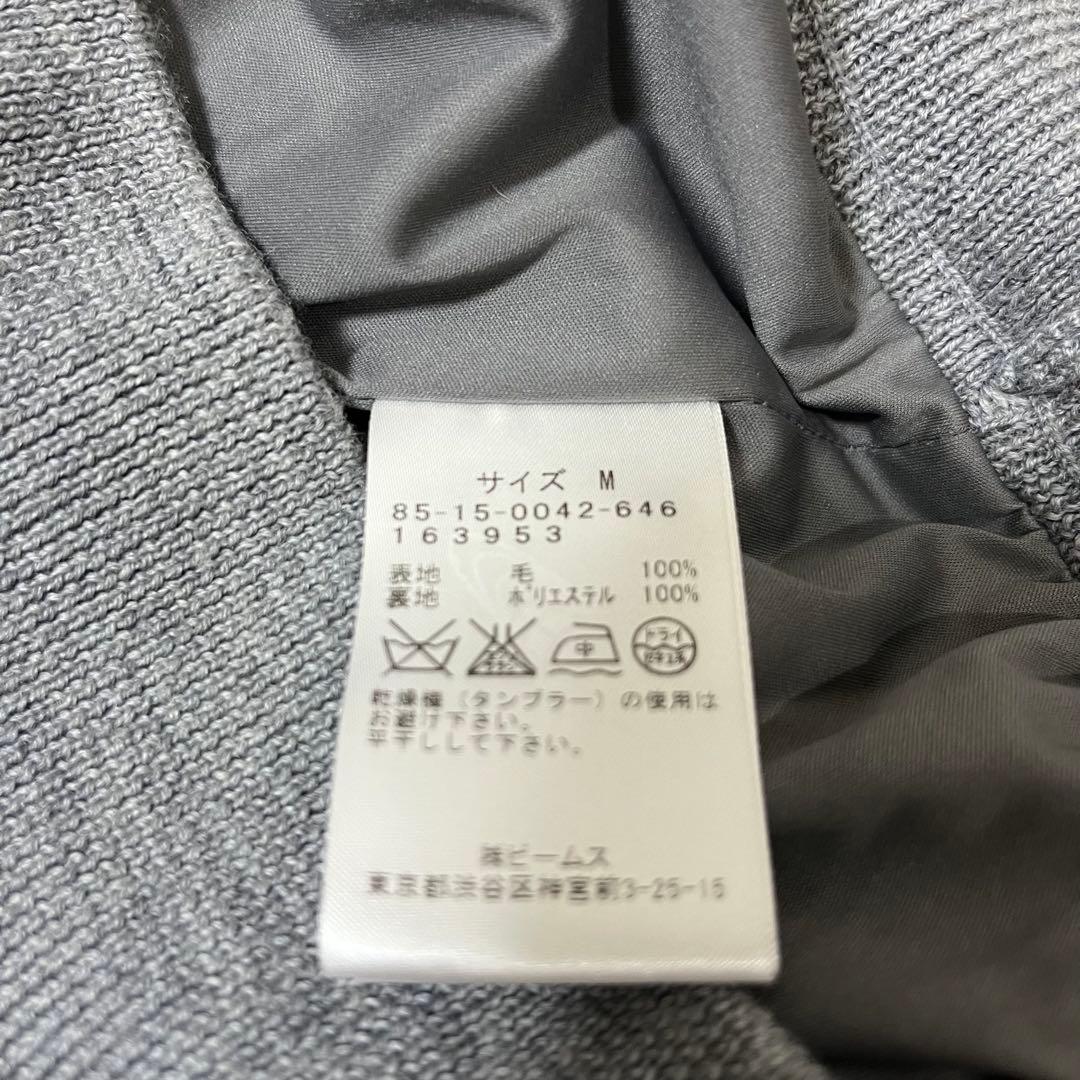 サイズ M
85-15-0042-646
163953
表地 毛 100%
裏地 ポリエステル 100%
中 ドライ
乾燥機（タンブラー）の使用は
お避け下さい。
平干しして下さい。
㈱ビームス
東京都渋谷区神宮前3-25-15